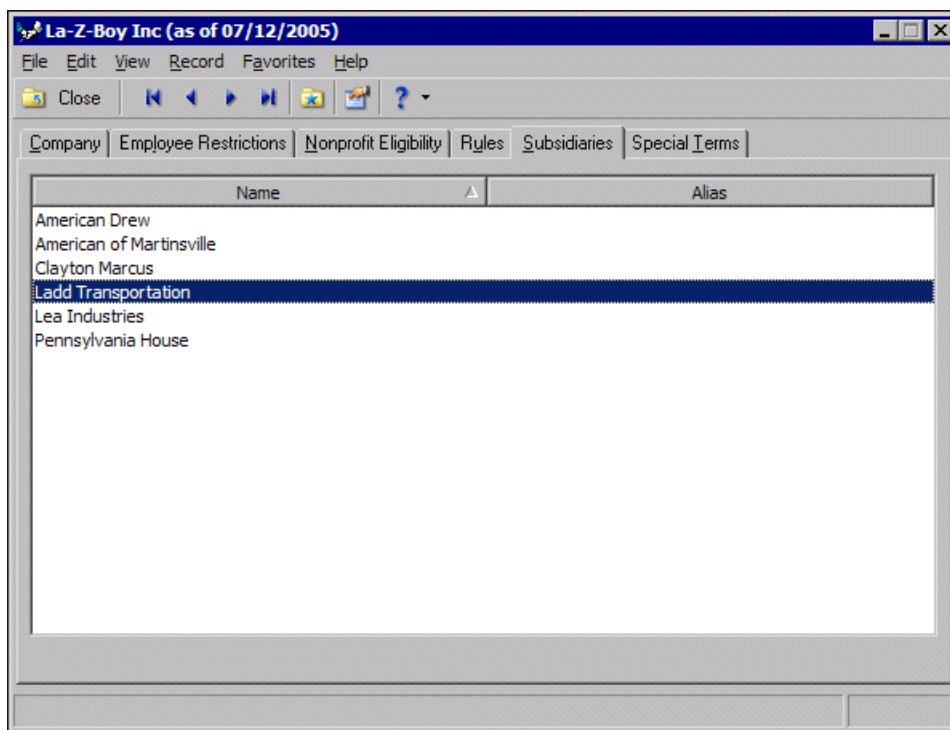 La-Z-Boy Inc (as of 07/12/2005)
File Edit View Record Favorites Help
Close ?
Company Employee Restrictions Nonprofit Eligibility Rules Subsidiaries Special Terms
Name Alias
American Drew
American of Martinsville
Clayton Marcus
Ladd Transportation
Lea Industries
Pennsylvania House